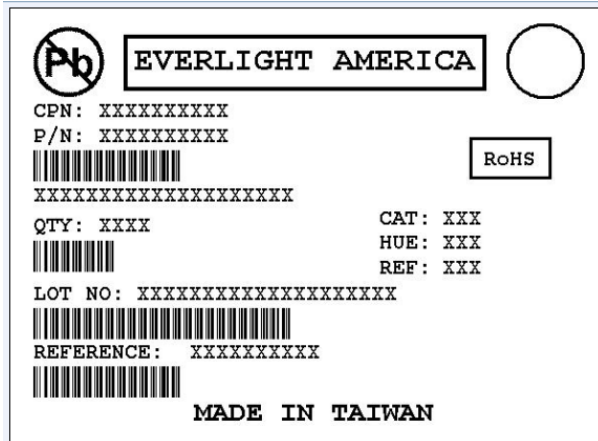 Pb
EVERLIGHT AMERICA
CPN: XXXXXXXXXX
P/N: XXXXXXXXXX
RoHS
XXXXXXXXXXXXXXXXXXXX
QTY: XXXX
CAT: XXX
HUE: XXX
REF: XXX
LOT NO: XXXXXXXXXXXXXXXXXXXX
REFERENCE: XXXXXXXXXX
MADE IN TAIWAN